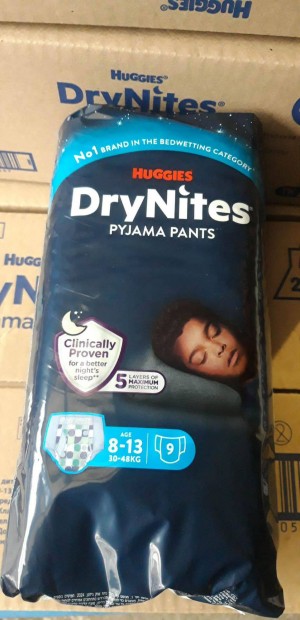 HUGGIES
HUGGIES
DryNites
No1 BRAND IN THE BEDWETTING CATEGORY
HUGGIES
DryNites
PYJAMA PANTS
Hugg
Clinically
Proven
for a better
night's
sleep**
5 LAYERS OF
MAXIMUM
PROTECTION
AGE
8-13
30-48KG
9